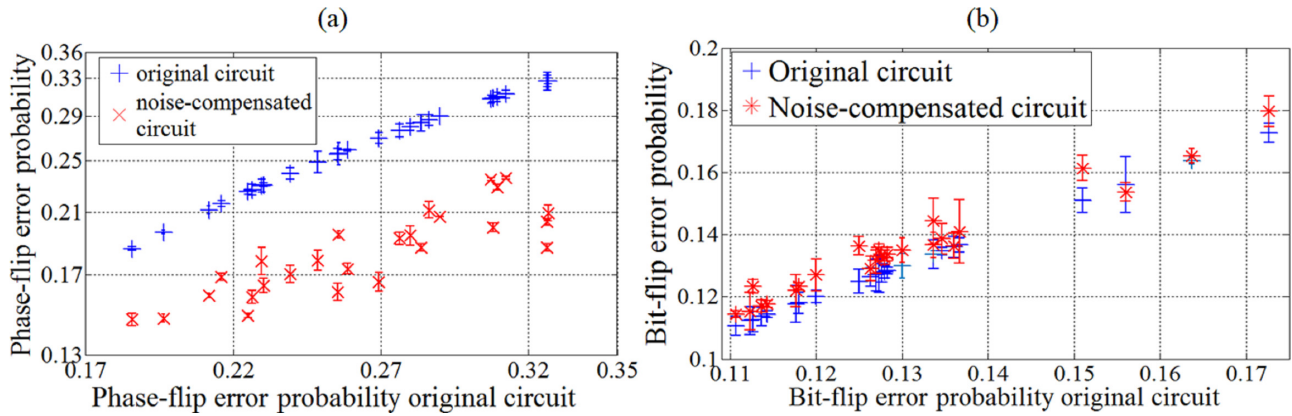 (a)
Phase-flip error probability
0.36
0.33
0.29
0.25
0.21
0.17
0.13
original circuit
noise-compensated
circuit
0.17
0.22
0.27
0.32
0.35
Phase-flip error probability original circuit
(b)
Bit-flip error probability
0.2
0.18
0.16
0.14
0.12
0.1
Original circuit
Noise-compensated circuit
0.11
0.12
0.13
0.14
0.15
0.16
0.17
Bit-flip error probability original circuit